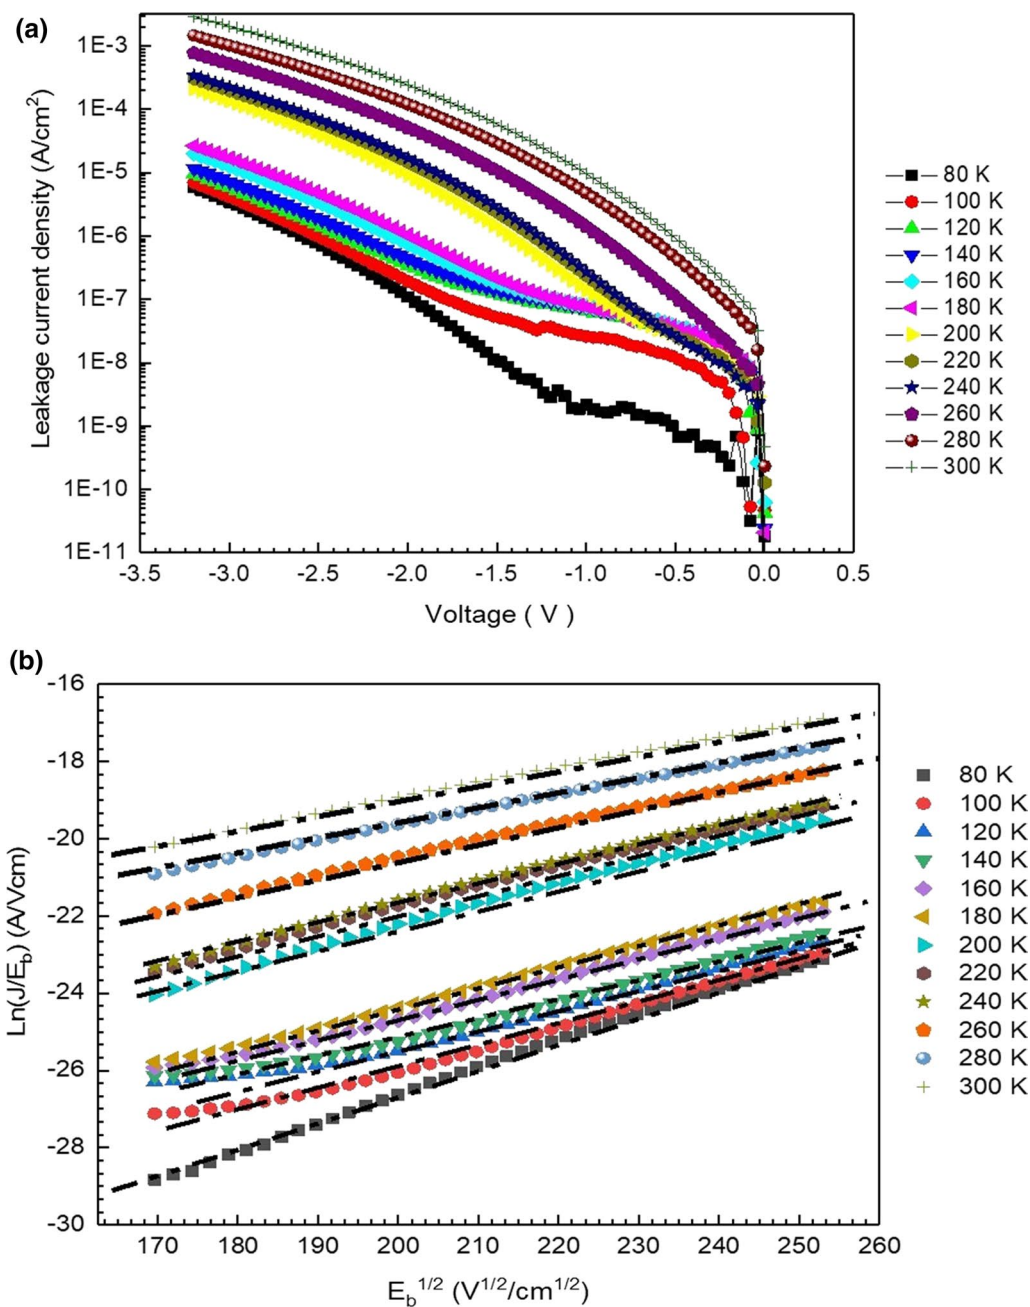 (a)
Leakage current density (A/cm²)
1E-3
1E-4
1E-5
1E-6
1E-7
1E-8
1E-9
1E-10
1E-11
-3.5 -3.0 -2.5 -2.0 -1.5 -1.0 -0.5 0.0 0.5
Voltage ( V )
80 K
100 K
120 K
140 K
160 K
180 K
200 K
220 K
240 K
260 K
280 K
300 K
(b)
Ln(J/E_b) (A/Vcm)
-16
-18
-20
-22
-24
-26
-28
-30
170 180 190 200 210 220 230 240 250 260
E_b^1/2 (V^1/2/cm^1/2)
80 K
100 K
120 K
140 K
160 K
180 K
200 K
220 K
240 K
260 K
280 K
300 K